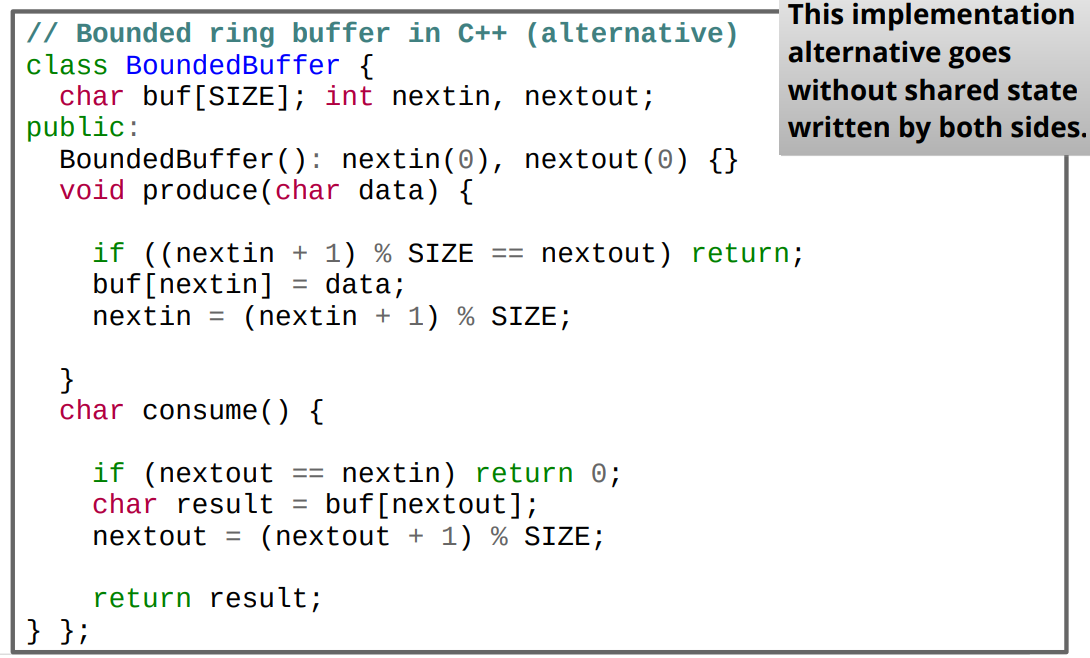 // Bounded ring buffer in C++ (alternative)
class BoundedBuffer {
  char buf[SIZE]; int nextin, nextout;
public:
  BoundedBuffer(): nextin(0), nextout(0) {}
  void produce(char data) {
    if ((nextin + 1) % SIZE == nextout) return;
    buf[nextin] = data;
    nextin = (nextin + 1) % SIZE;
  }
  char consume() {
    if (nextout == nextin) return 0;
    char result = buf[nextout];
    nextout = (nextout + 1) % SIZE;
    return result;
} };
This implementation
alternative goes
without shared state
written by both sides.